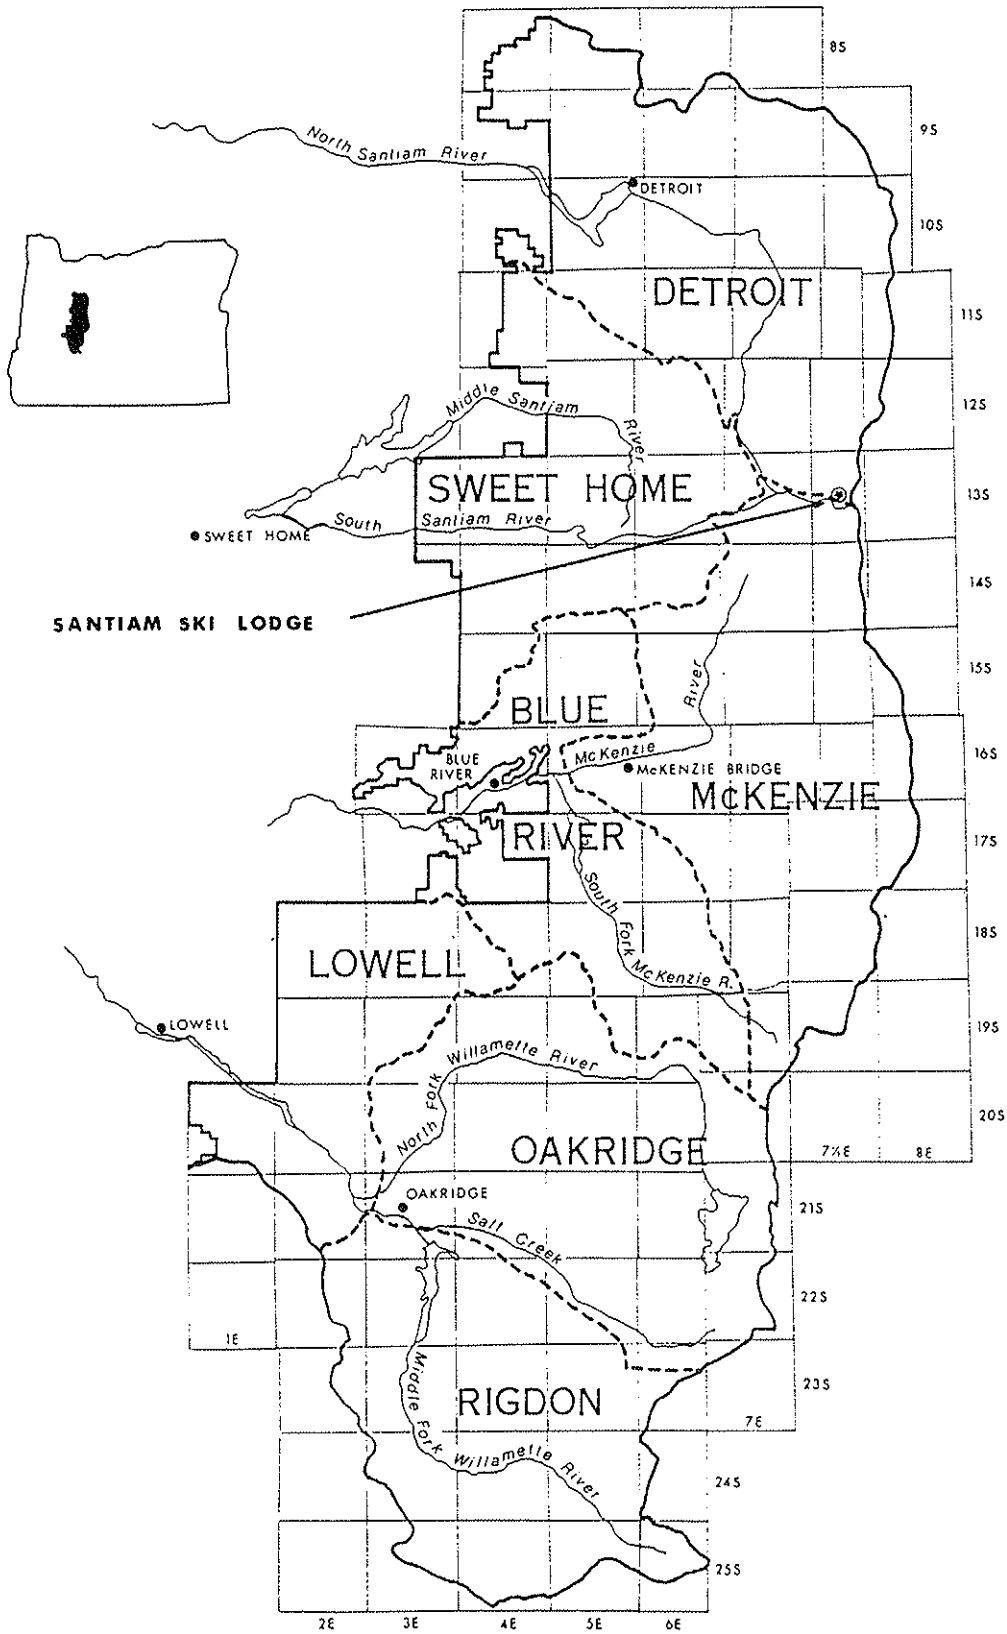 8S
9S
North Santiam River
DETROIT
10S
DETROIT
11S
Middle Santiam River
12S
SWEET HOME
13S
South Santiam River
SWEET HOME
14S
SANTIAM SKI LODGE
15S
River
BLUE
16S
McKenzie
BLUE
RIVER
McKENZIE BRIDGE
McKENZIE
RIVER
17S
South Fork McKenzie R.
18S
LOWELL
19S
LOWELL
North Fork Willamette River
20S
OAKRIDGE
7½E
8E
OAKRIDGE
21S
Salt Creek
22S
1E
23S
Middle Fork Willamette River
RIGDON
7E
24S
25S
2E
3E
4E
5E
6E